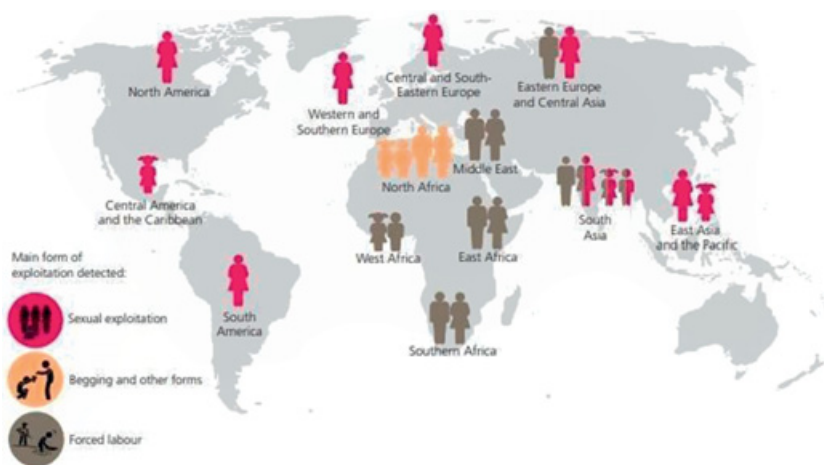 North America
Central and South-
Eastern Europe
Eastern Europe
and Central Asia
Western and
Southern Europe
Middle East
North Africa
Central America
and the Caribbean
South
Asia
East Asia
and the Pacific
West Africa
East Africa
Main form of
exploitation detected:
Sexual exploitation
South
America
Southern Africa
Begging and other forms
Forced labour